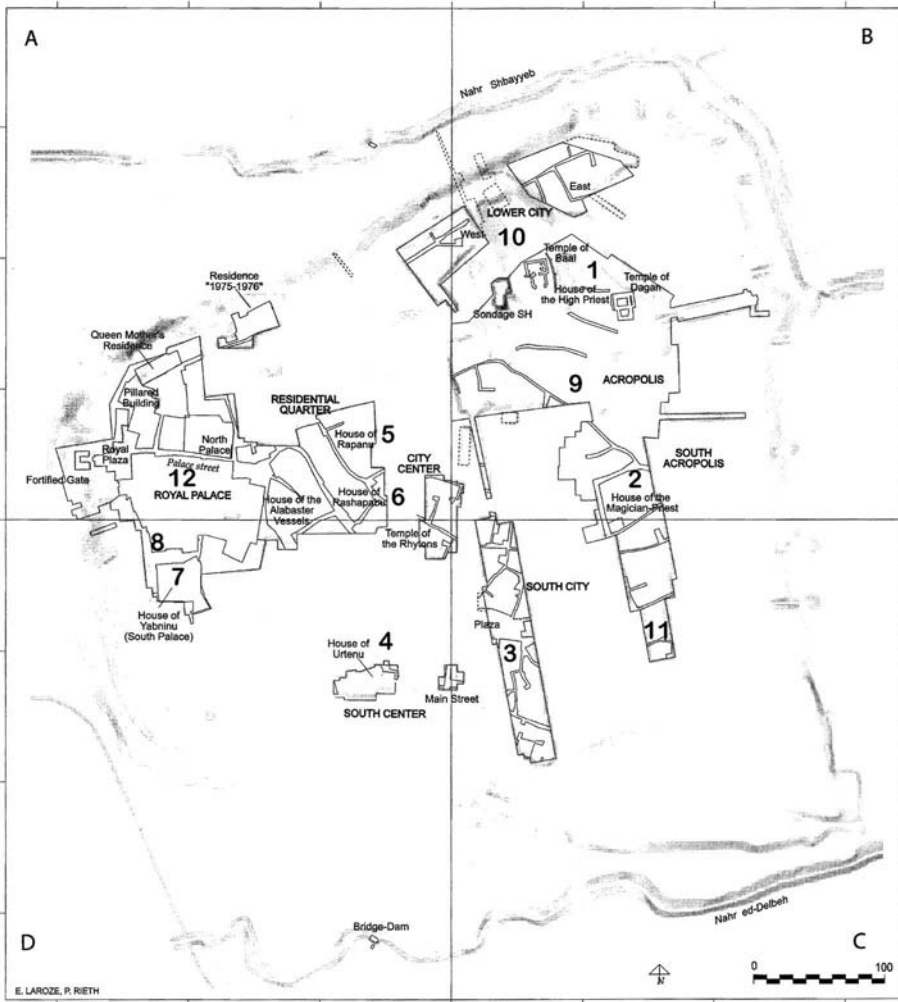 A
B
Nahr Shbayyeb
East
LOWER CITY
West
10
Temple of
Baal
1
House of
the High Priest
Temple of
Dagan
Sondage SH
Residence
"1975-1976"
Queen Mother's
Residence
Pillared
Building
RESIDENTIAL
QUARTER
9
ACROPOLIS
North
Palace
House of
Rapanu
5
CITY
CENTER
SOUTH
ACROPOLIS
Royal
Plaza
Palace street
Fortified Gate
12
ROYAL PALACE
House of the
Alabaster
Vessels
House of
Rashapabu
6
2
House of the
Magician-Priest
Temple of
the Rhytons
8
7
House of
Yabninu
(South Palace)
SOUTH CITY
Plaza
4
House of
Urtenu
3
11
Main Street
SOUTH CENTER
Nahr ed-Delbeh
Bridge-Dam
D
C
N
0
100
E. LAROZE, P. RIETH